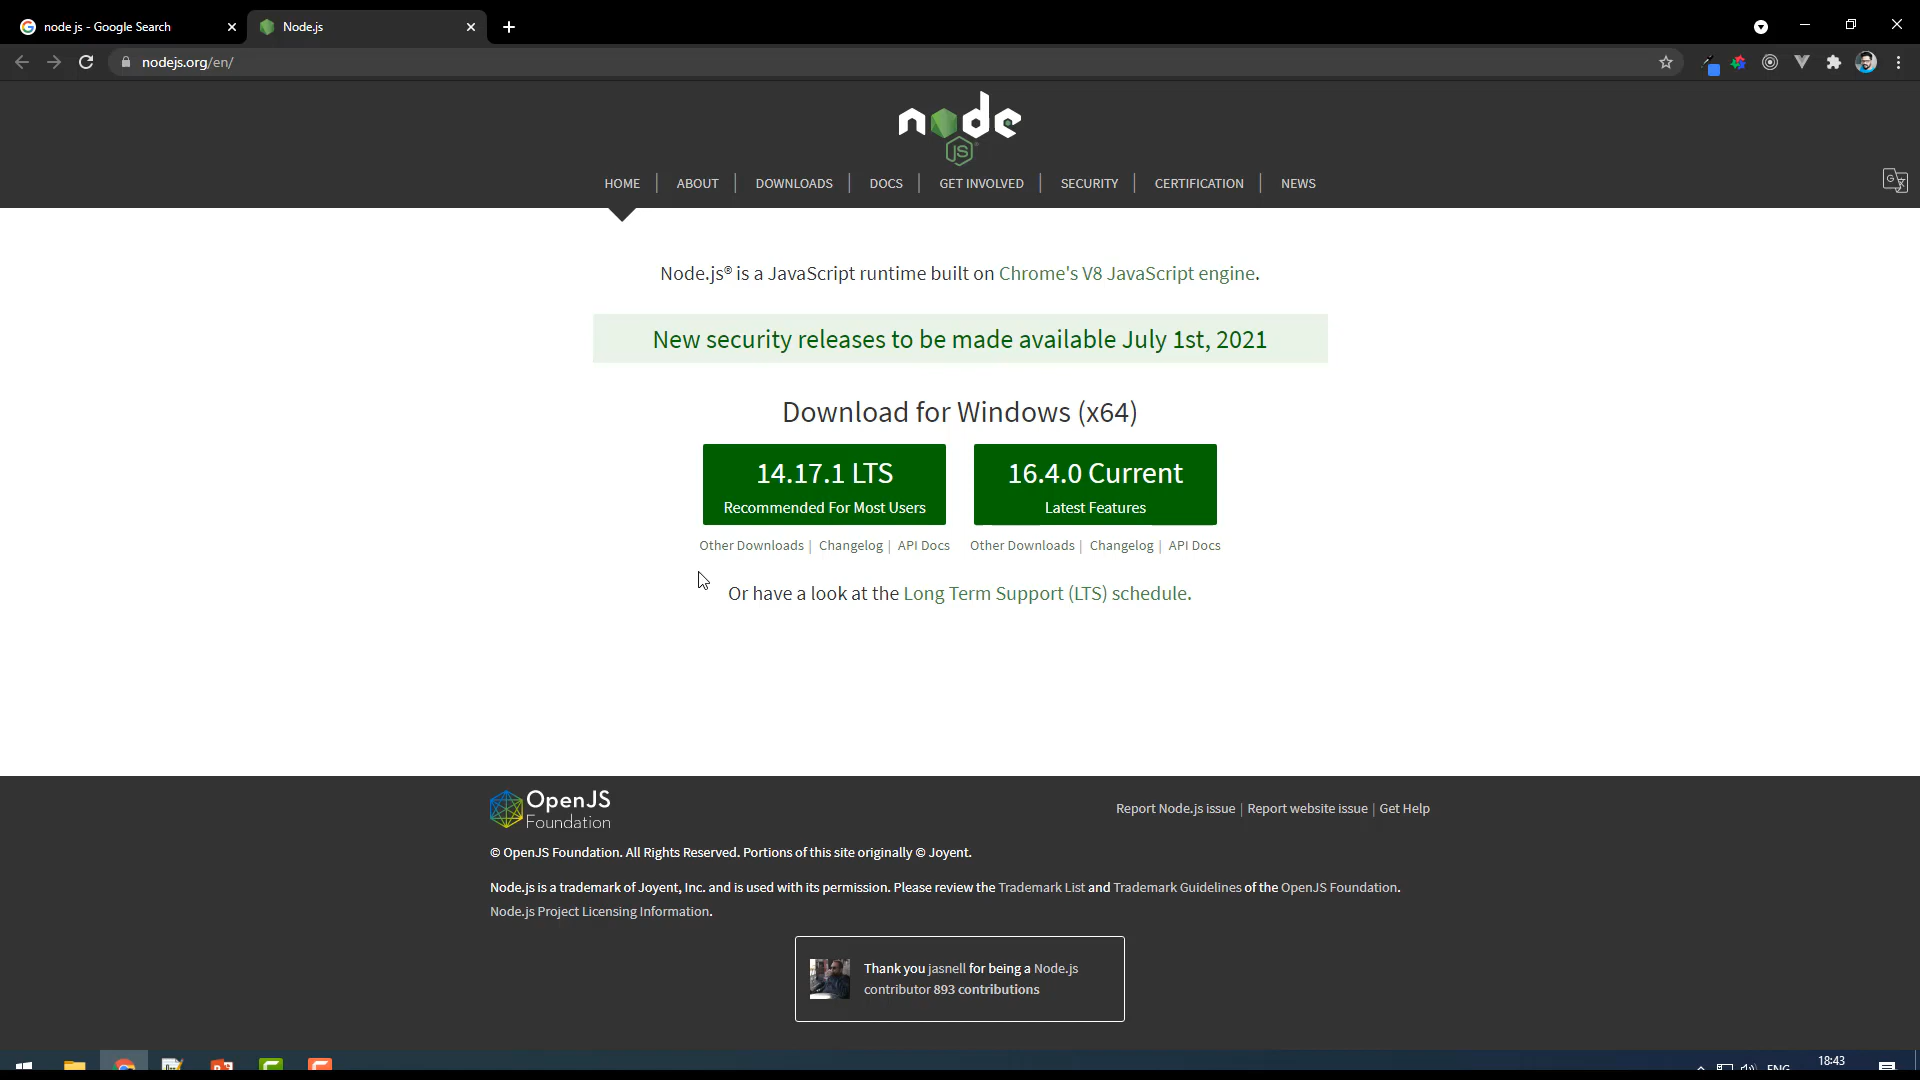 node js - Google Search
Node.js
nodejs.org/en/
node
JS
HOME | ABOUT | DOWNLOADS | DOCS | GET INVOLVED | SECURITY | CERTIFICATION | NEWS
Node.js® is a JavaScript runtime built on Chrome's V8 JavaScript engine.
New security releases to be made available July 1st, 2021
Download for Windows (x64)
14.17.1 LTS
Recommended For Most Users
16.4.0 Current
Latest Features
Other Downloads | Changelog | API Docs
Other Downloads | Changelog | API Docs
Or have a look at the Long Term Support (LTS) schedule.
OpenJS
Foundation
Report Node.js issue | Report website issue | Get Help
© OpenJS Foundation. All Rights Reserved. Portions of this site originally © Joyent.
Node.js is a trademark of Joyent, Inc. and is used with its permission. Please review the Trademark List and Trademark Guidelines of the OpenJS Foundation.
Node.js Project Licensing Information.
Thank you jasnell for being a Node.js
contributor 893 contributions
ENG
18:43